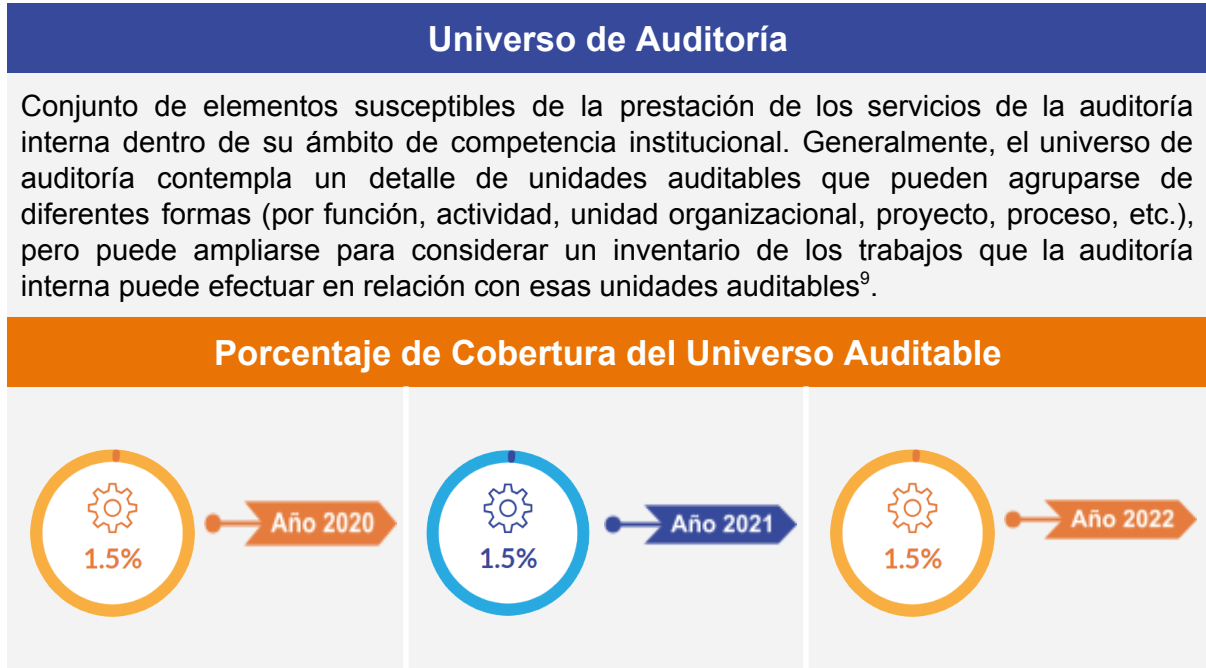 Universo de Auditoría
Conjunto de elementos susceptibles de la prestación de los servicios de la auditoría
interna dentro de su ámbito de competencia institucional. Generalmente, el universo de
auditoría contempla un detalle de unidades auditables que pueden agruparse de
diferentes formas (por función, actividad, unidad organizacional, proyecto, proceso, etc.),
pero puede ampliarse para considerar un inventario de los trabajos que la auditoría
interna puede efectuar en relación con esas unidades auditables⁹.
Porcentaje de Cobertura del Universo Auditable
1.5%
Año 2020
1.5%
Año 2021
1.5%
Año 2022